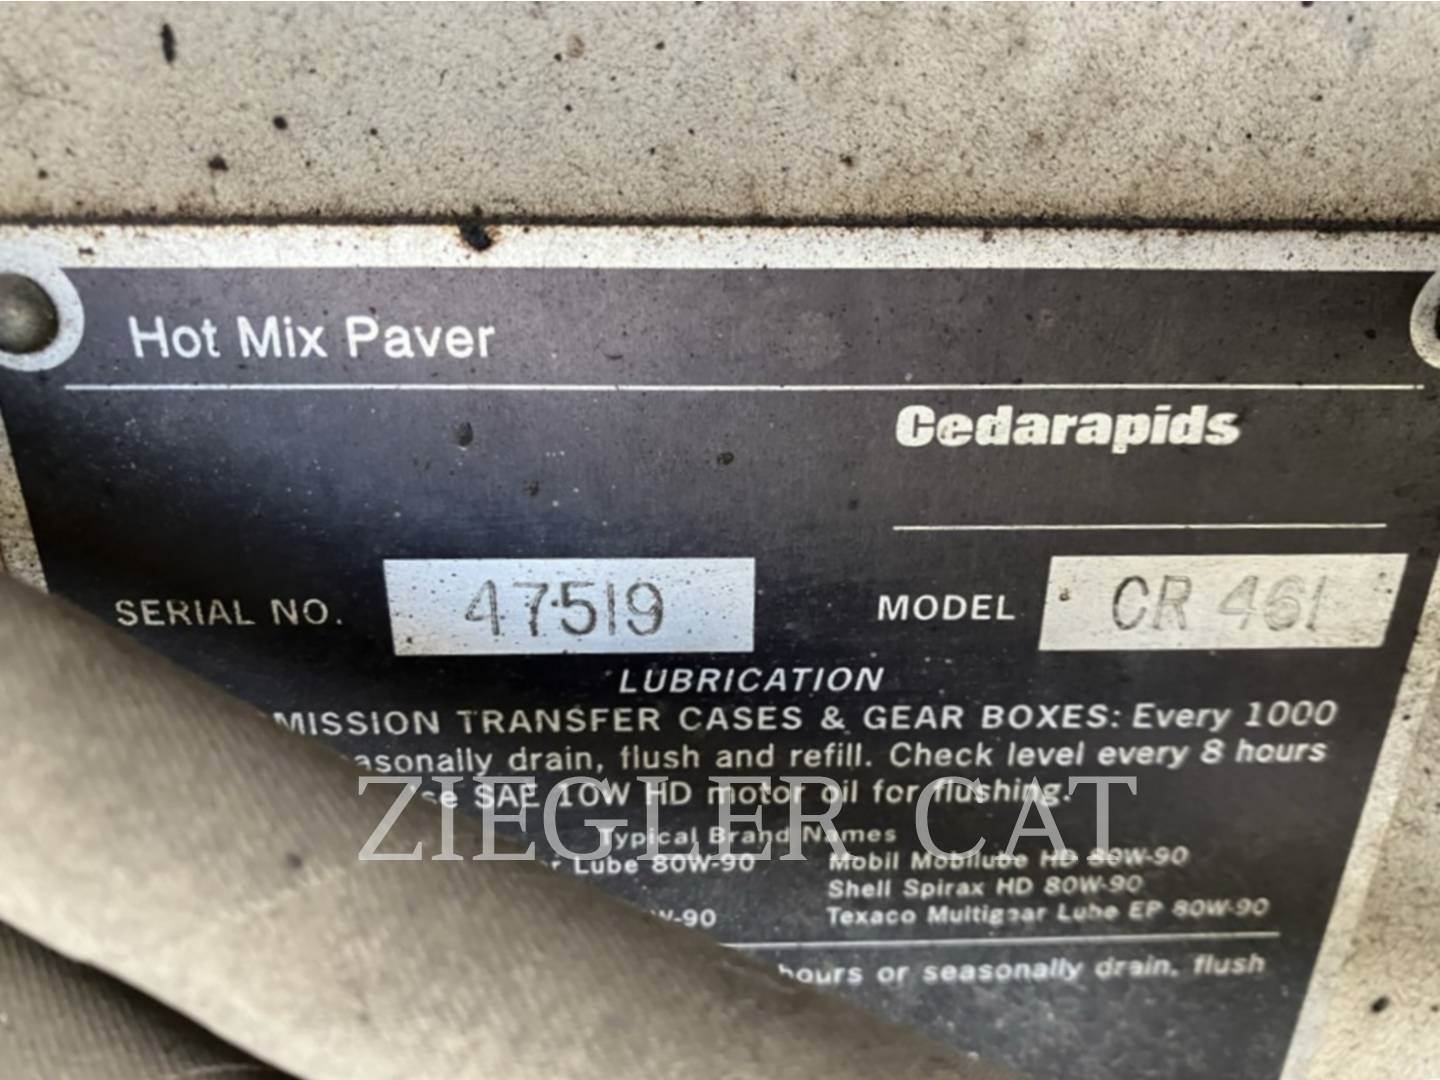 Hot Mix Paver
Cedarapids
SERIAL NO. 47519 MODEL CR 461
LUBRICATION
MISSION TRANSFER CASES & GEAR BOXES: Every 1000
asonally drain, flush and refill. Check level every 8 hours
se SAE 10W HD motor oil for flushing.
ZIEGLER CAT
Typical Brand Names
r Lube 80W-90 Mobil Mobilube HD 80W-90
Shell Spirax HD 80W-90
W-90 Texaco Multigear Lube EP 80W-90
hours or seasonally drain, flush